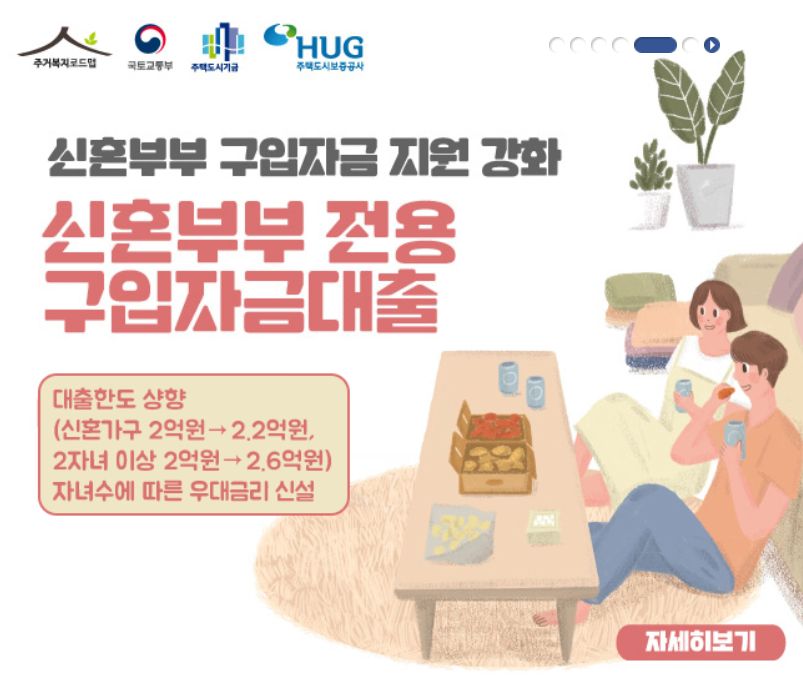 주거복지로드맵
국토교통부
주택도시기금
HUG
주택도시보증공사
신혼부부 구입자금 지원 강화
신혼부부 전용
구입자금대출
대출한도 상향
(신혼가구 2억원→2.2억원,
2자녀 이상 2억원→2.6억원)
자녀수에 따른 우대금리 신설
자세히보기